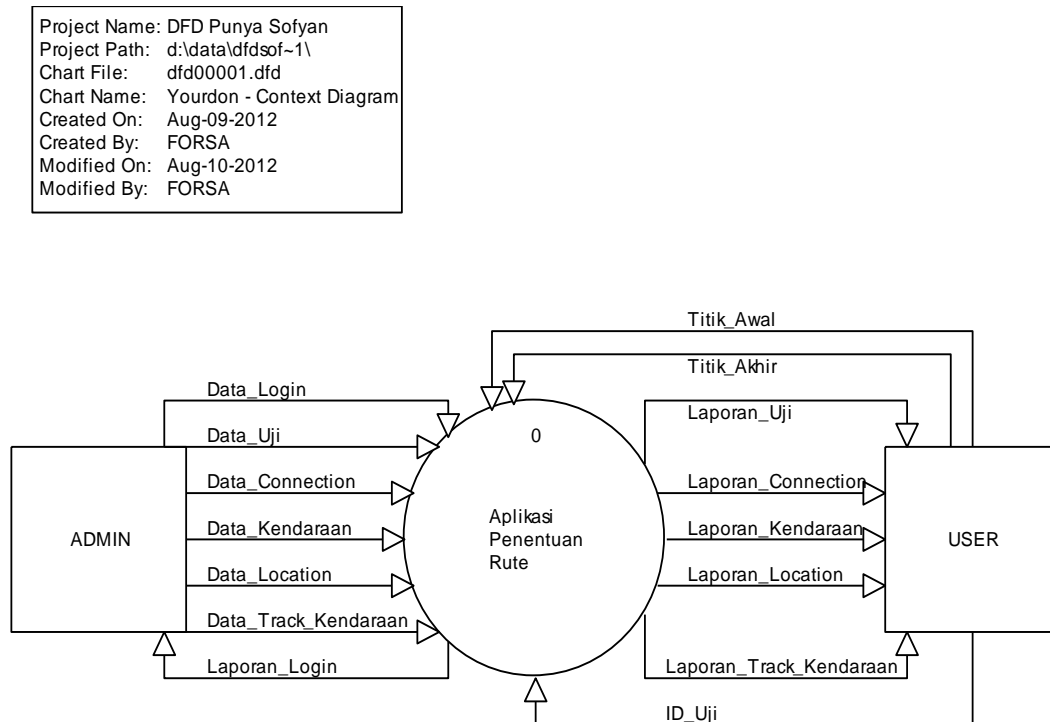 Project Name: DFD Punya Sofyan
Project Path: d:\data\dfdsof~1\
Chart File: dfd00001.dfd
Chart Name: Yourdon - Context Diagram
Created On: Aug-09-2012
Created By: FORSA
Modified On: Aug-10-2012
Modified By: FORSA
Titik_Awal
Titik_Akhir
Data_Login
Laporan_Uji
Data_Uji
0
Data_Connection
Laporan_Connection
ADMIN
Data_Kendaraan
Aplikasi
Penentuan
Rute
Laporan_Kendaraan
USER
Data_Location
Laporan_Location
Data_Track_Kendaraan
Laporan_Login
Laporan_Track_Kendaraan
ID_Uji